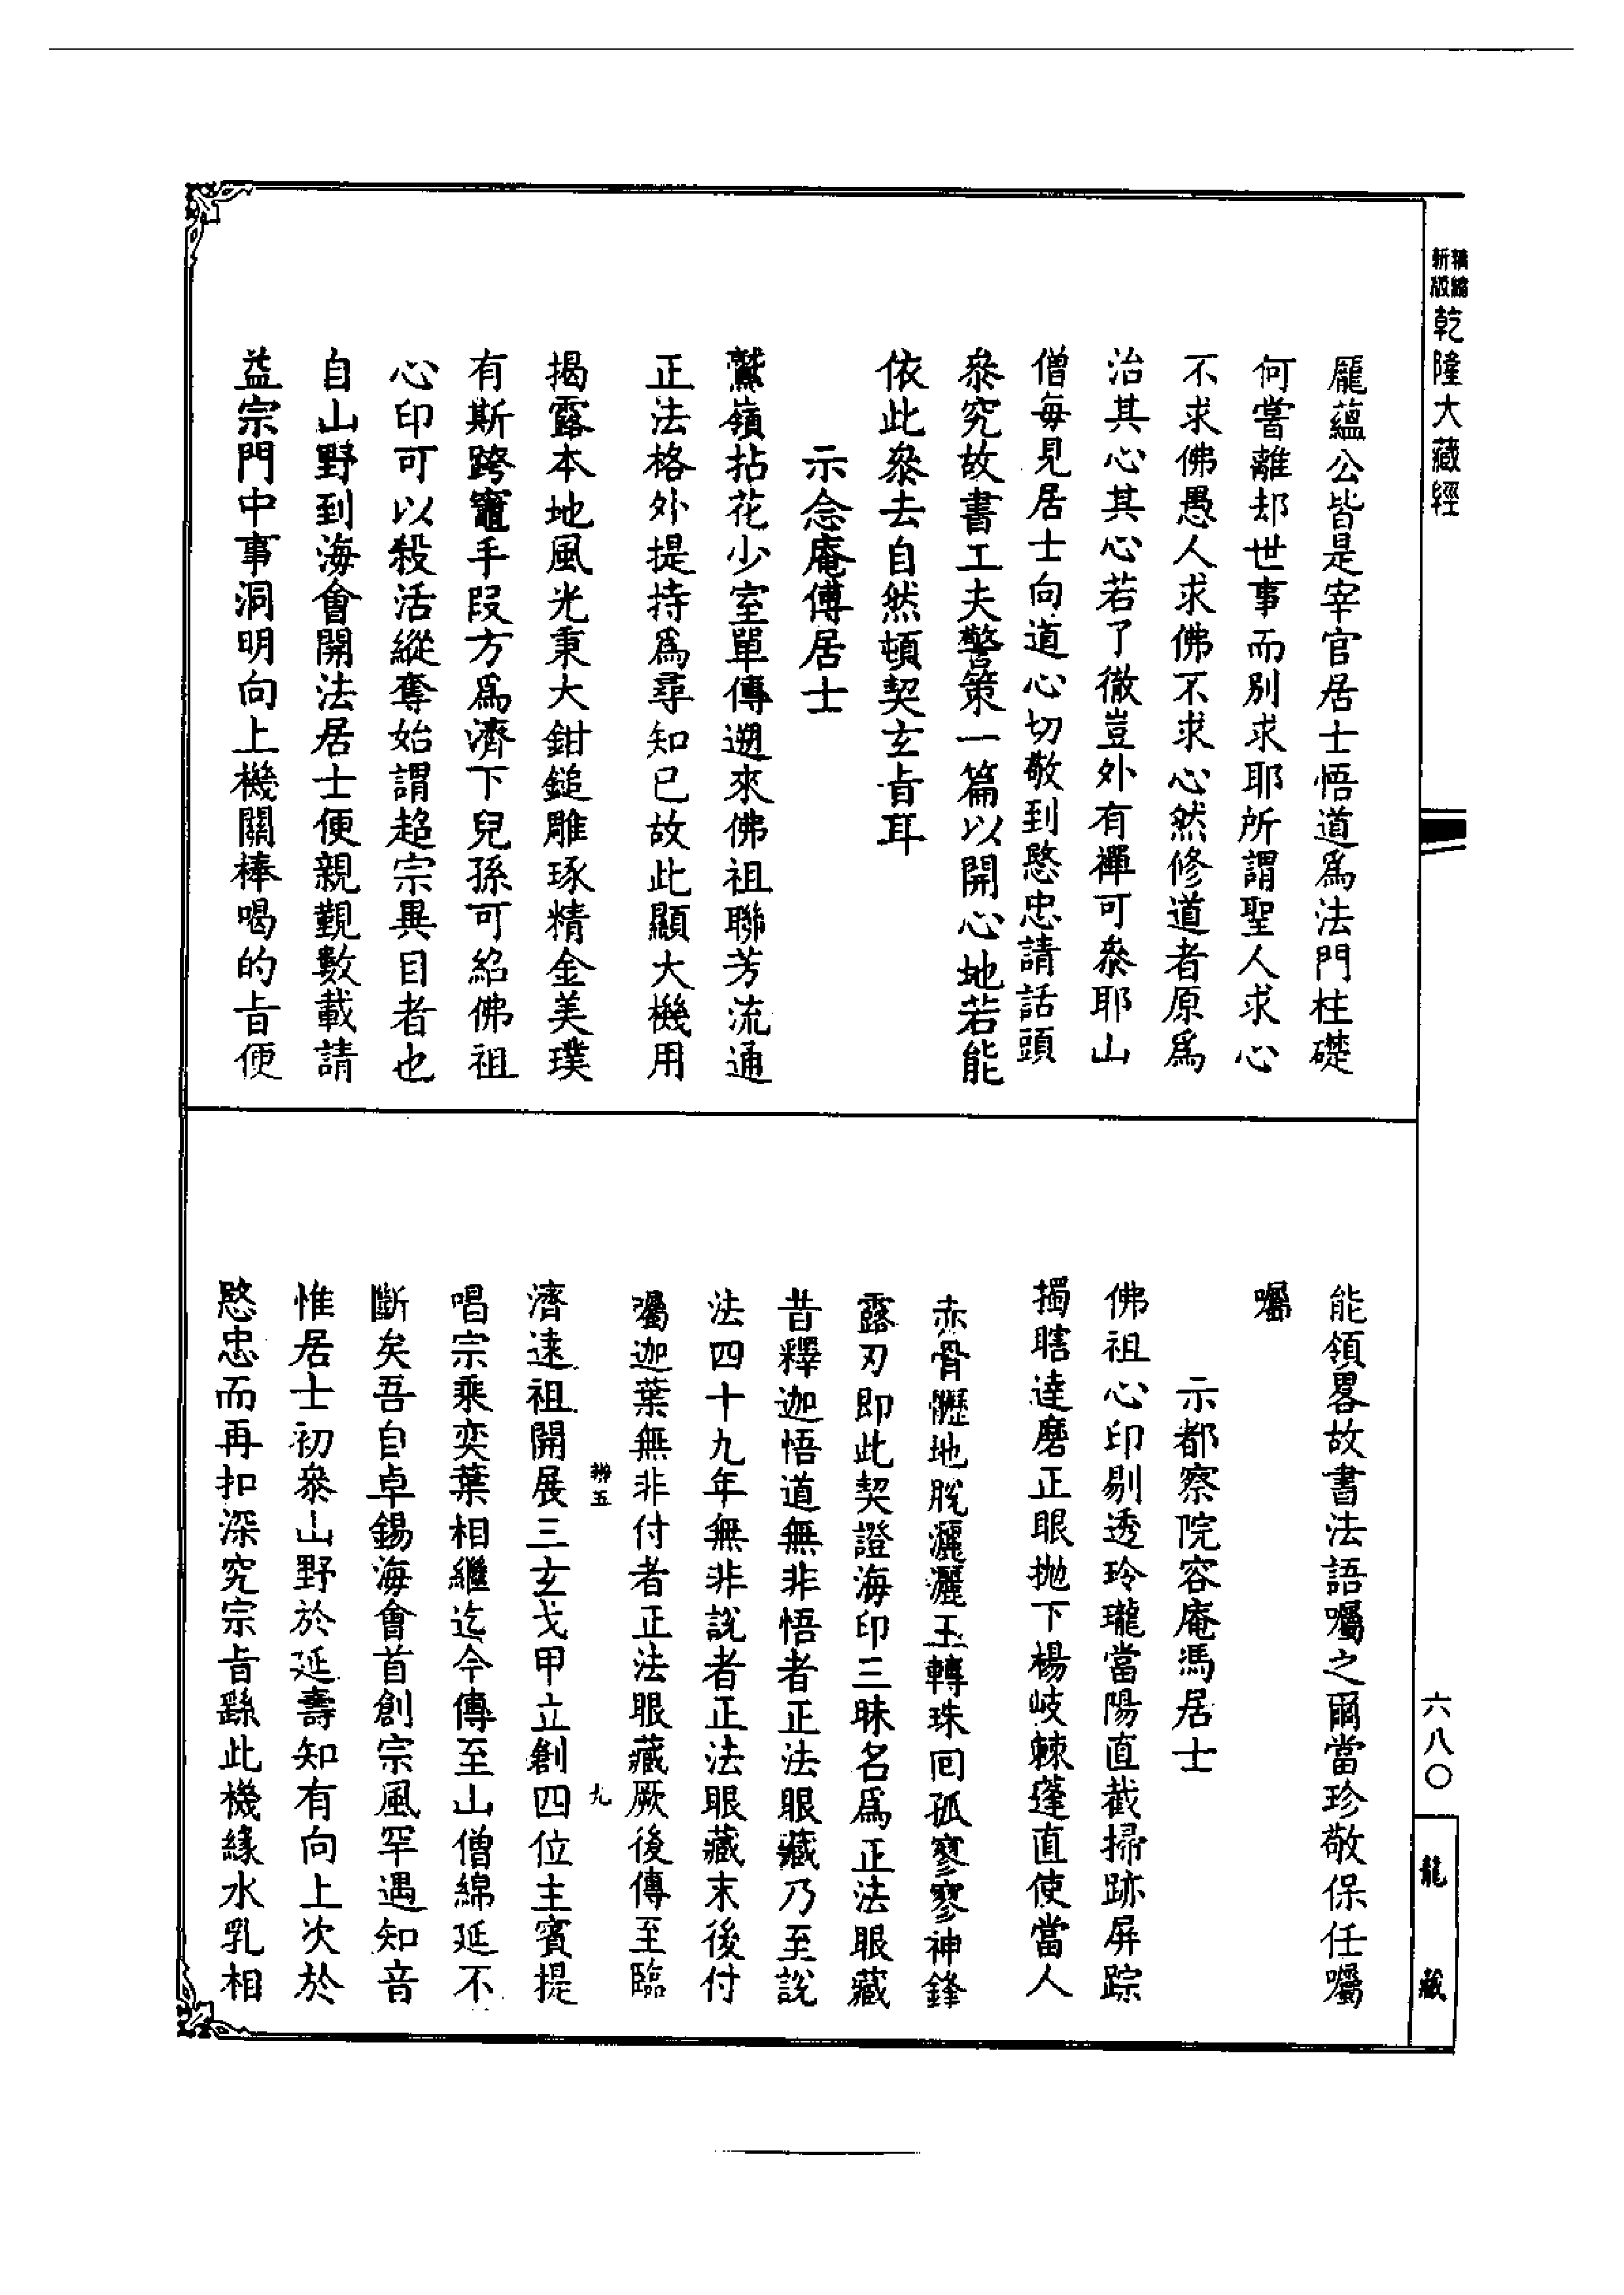 精縮新版乾隆大藏經
龐蘊公皆是宰官居士悟道爲法門柱礎
何嘗離却世事而別求耶所謂聖人求心
不求佛愚人求佛不求心然修道者原爲
治其心其心若了徹豈外有禪可參耶山
僧每見居士向道心切敬到愍忠請話頭
參究故書工夫警策一篇以開心地若能
依此參去自然頓契玄旨耳
示念庵傅居士
鷲嶺拈花少室單傳遡來佛祖聯芳流通
正法格外提持爲尋知已故此顯大機用
揭露本地風光秉大鉗鎚雕琢精金美璞
有斯跨竈手段方爲濟下兒孫可紹佛祖
心印可以殺活縱奪始謂超宗異目者也
自山野到海會開法居士便親覲數載請
益宗門中事洞明向上機關棒喝的旨便
能領畧故書法語囑之爾當珍敬保任囑
囑
示都察院容庵馮居士
佛祖心印剔透玲瓏當陽直截掃跡屏踪
獨瞎達磨正眼拋下楊岐棘蓬直使當人
赤骨𩪸地脫灑灑玉轉珠回孤寥寥神鋒
露刃即此契證海印三昧名爲正法眼藏
昔釋迦悟道無非悟者正法眼藏乃至說
法四十九年無非說者正法眼藏末後付
囑迦葉無非付者正法眼藏厥後傳至臨
辦五
九
濟遠祖開展三玄戈甲立創四位主賓提
唱宗乘奕葉相繼迄今傳至山僧綿延不
斷矣吾自卓錫海會首創宗風罕遇知音
惟居士初參山野於延壽知有向上次於
愍忠而再扣深究宗旨繇此機緣水乳相
六八〇
龍藏